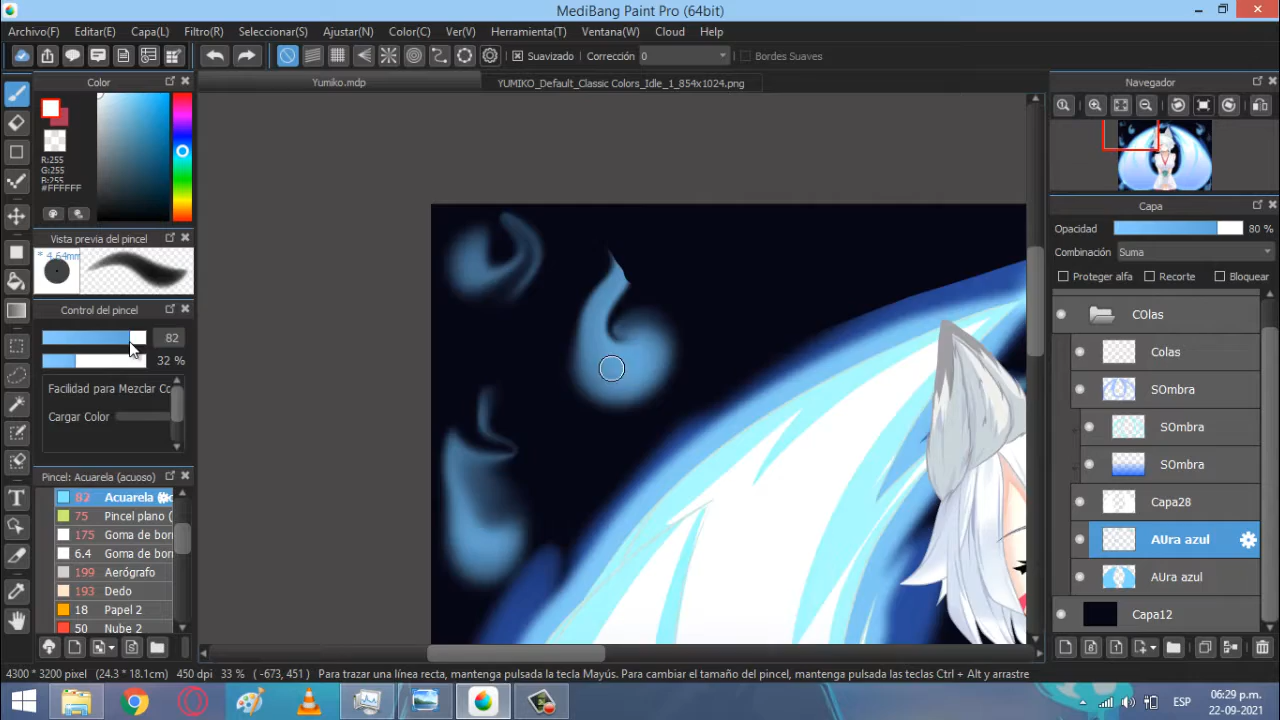 MediBang Paint Pro (64bit)
Archivo(F) Editar(E) Capa(L) Filtro(R) Seleccionar(S) Ajustar(N) Color(C) Ver(V) Herramienta(T) Ventana(W) Cloud Help
Suavizado Corrección 0 Bordes Suaves
Color
Yumiko.mdp
YUMIKO_Default_Classic Colors_Idle_1_854x1024.png
Navegador
R:255
G:255
B:255
#FFFFFF
Vista previa del pincel
* 4.64mm
Control del pincel
82
32 %
Facilidad para Mezclar Co
Cargar Color
Pincel: Acuarela (acuoso)
82 Acuarela
75 Pincel plano (
175 Goma de bor
6.4 Goma de bor
199 Aerógrafo
193 Dedo
18 Papel 2
50 Nube 2
Capa
Opacidad 80 %
Combinación Suma
Proteger alfa Recorte Bloquear
COlas
Colas
SOmbra
SOmbra
SOmbra
Capa28
AUra azul
AUra azul
Capa12
4300 * 3200 pixel (24.3 * 18.1cm) 450 dpi 33 % ( -673, 451 ) Para trazar una línea recta, mantenga pulsada la tecla Mayús. Para cambiar el tamaño del pincel, mantenga pulsadas las teclas Ctrl + Alt y arrastre
ESP
06:29 p.m.
22-09-2021